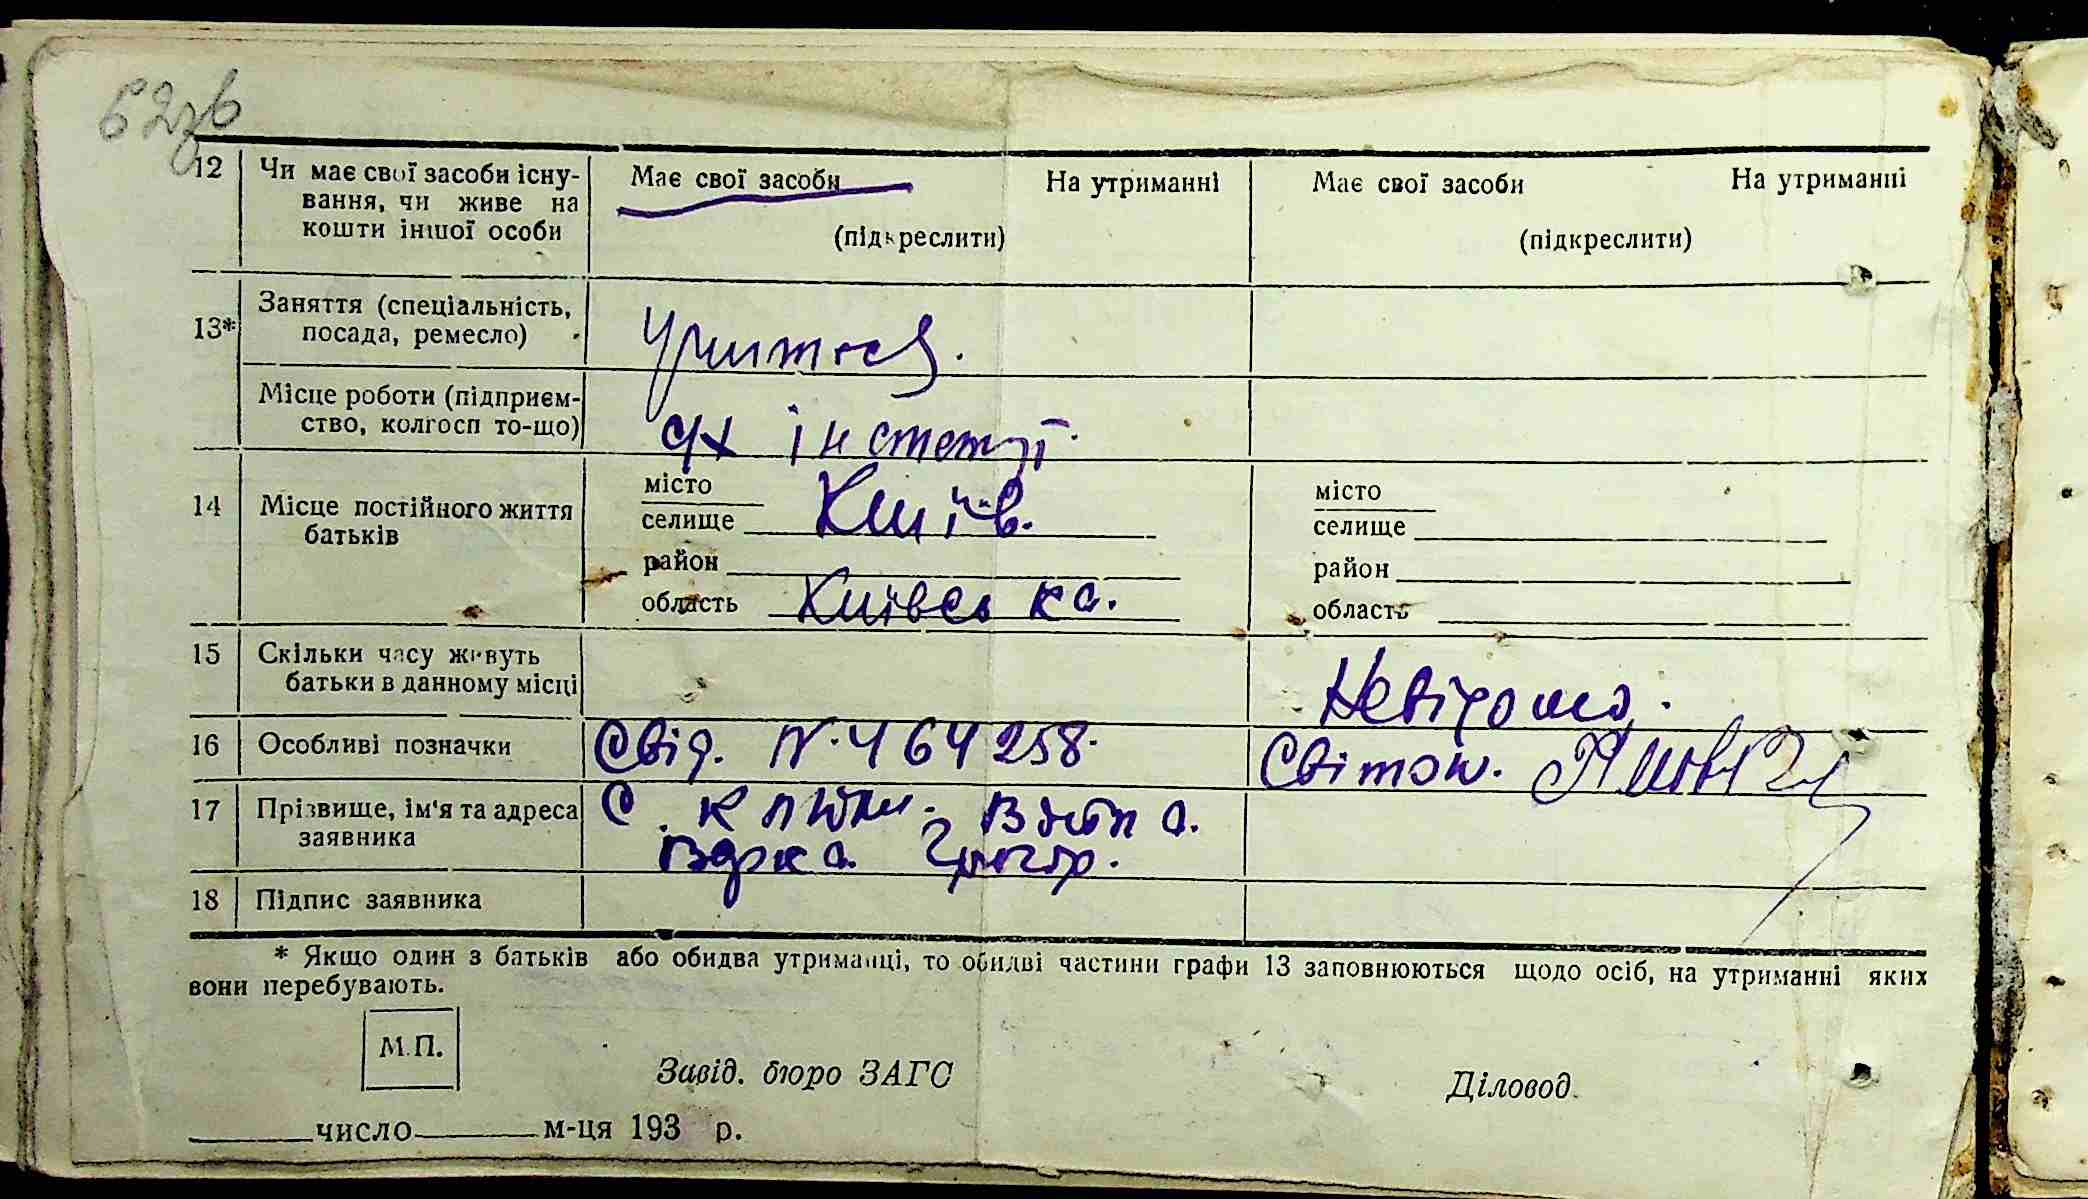 62зв
12 Чи має свої засоби існу- Має свої засоби На утриманні Має свої засоби На утриманні
вання, чи живе на
кошти іншої особи (підкреслити) (підкреслити)
Заняття (спеціальність,
13* посада, ремесло)
Місце роботи (підприєм-
ство, колгосп то-що)
місто місто
14 Місце постійного життя селище Київ. селище
батьків
район район
область Київська. область
15 Скільки часу живуть
батьки в данному місці Невідомо.
16 Особливі позначки Свід. N. 464258.
17 Прізвище, ім'я та адреса С.
заявника
18 Підпис заявника
* Якщо один з батьків або обидва утриманці, то обидві частини графи 13 заповнюються щодо осіб, на утриманні яких
вони перебувають.
М.П.
Завід. бюро ЗАГС Діловод.
число м-ця 193 р.